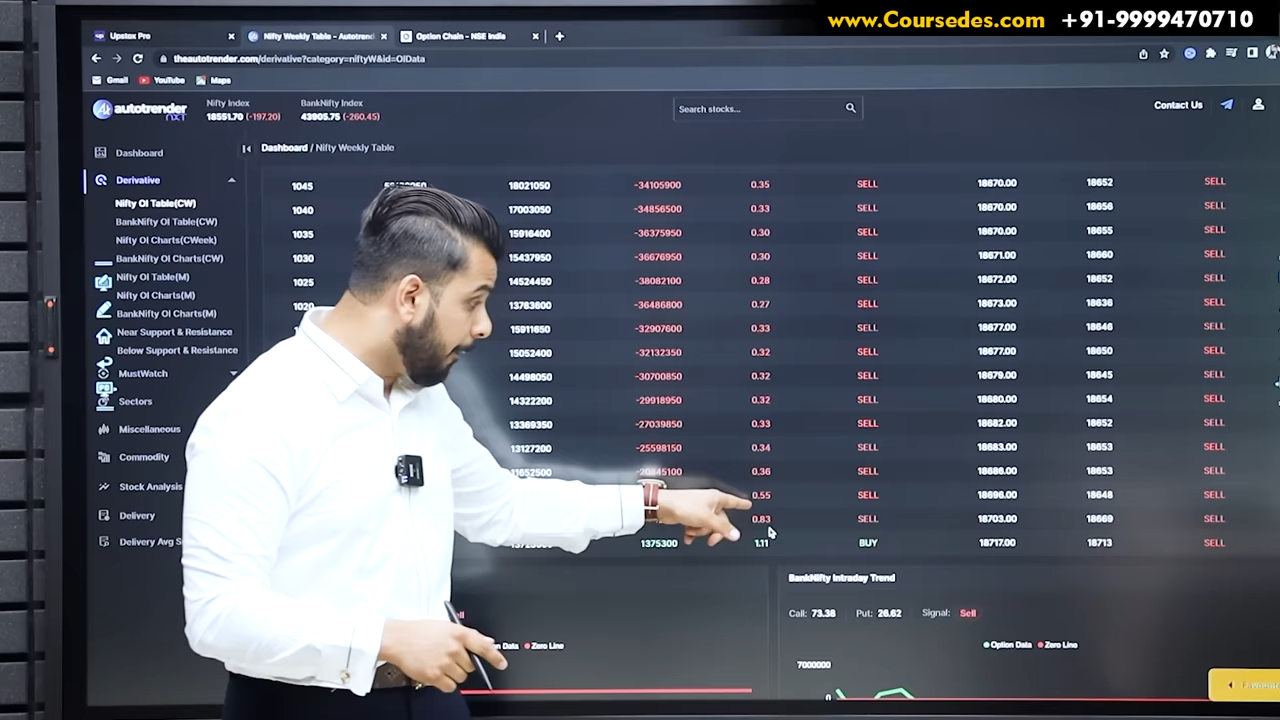 www.Coursedes.com +91-9999470710
Upstox Pro
Nifty Weekly Table - Autotrend
Option Chain - NSE India
theautotrender.com/derivative?category=niftyW&id=OIData
Gmail YouTube Maps
autotrender nxt
Nifty Index
18551.70 (-197.20)
BankNifty Index
43905.75 (-260.45)
Search stocks...
Contact Us
Dashboard
Derivative
Nifty OI Table(CW)
BankNifty OI Table(CW)
Nifty OI Charts(CWeek)
BankNifty OI Charts(CW)
Nifty OI Table(M)
Nifty OI Charts(M)
BankNifty OI Charts(M)
Near Support & Resistance
Below Support & Resistance
MustWatch
Sectors
Miscellaneous
Commodity
Stock Analysis
Delivery
Delivery Avg S
Dashboard / Nifty Weekly Table
1045 18021050 -34105900 0.35 SELL 18670.00 18652 SELL
1040 17003050 -34856500 0.33 SELL 18670.00 18656 SELL
1035 15916400 -36375950 0.30 SELL 18670.00 18655 SELL
1030 15437950 -36676950 0.30 SELL 18671.00 18660 SELL
1025 14524450 -38082100 0.28 SELL 18672.00 18652 SELL
1020 13763600 -36486800 0.27 SELL 18673.00 18636 SELL
15911650 -32907600 0.33 SELL 18677.00 18646 SELL
15052400 -32132350 0.32 SELL 18677.00 18650 SELL
14498050 -30700850 0.32 SELL 18679.00 18645 SELL
14322200 -29918950 0.32 SELL 18680.00 18654 SELL
13369350 -27039850 0.33 SELL 18682.00 18652 SELL
13127200 -25598150 0.34 SELL 18683.00 18653 SELL
11652500 0.36 SELL 18686.00 18653 SELL
0.55 SELL 18696.00 18648 SELL
0.83 SELL 18703.00 18669 SELL
1375300 1.11 BUY 18717.00 18713 SELL
BankNifty Intraday Trend
Call: 73.38 Put: 26.62 Signal: Sell
Zero Line
Option Data Zero Line
7000000
0